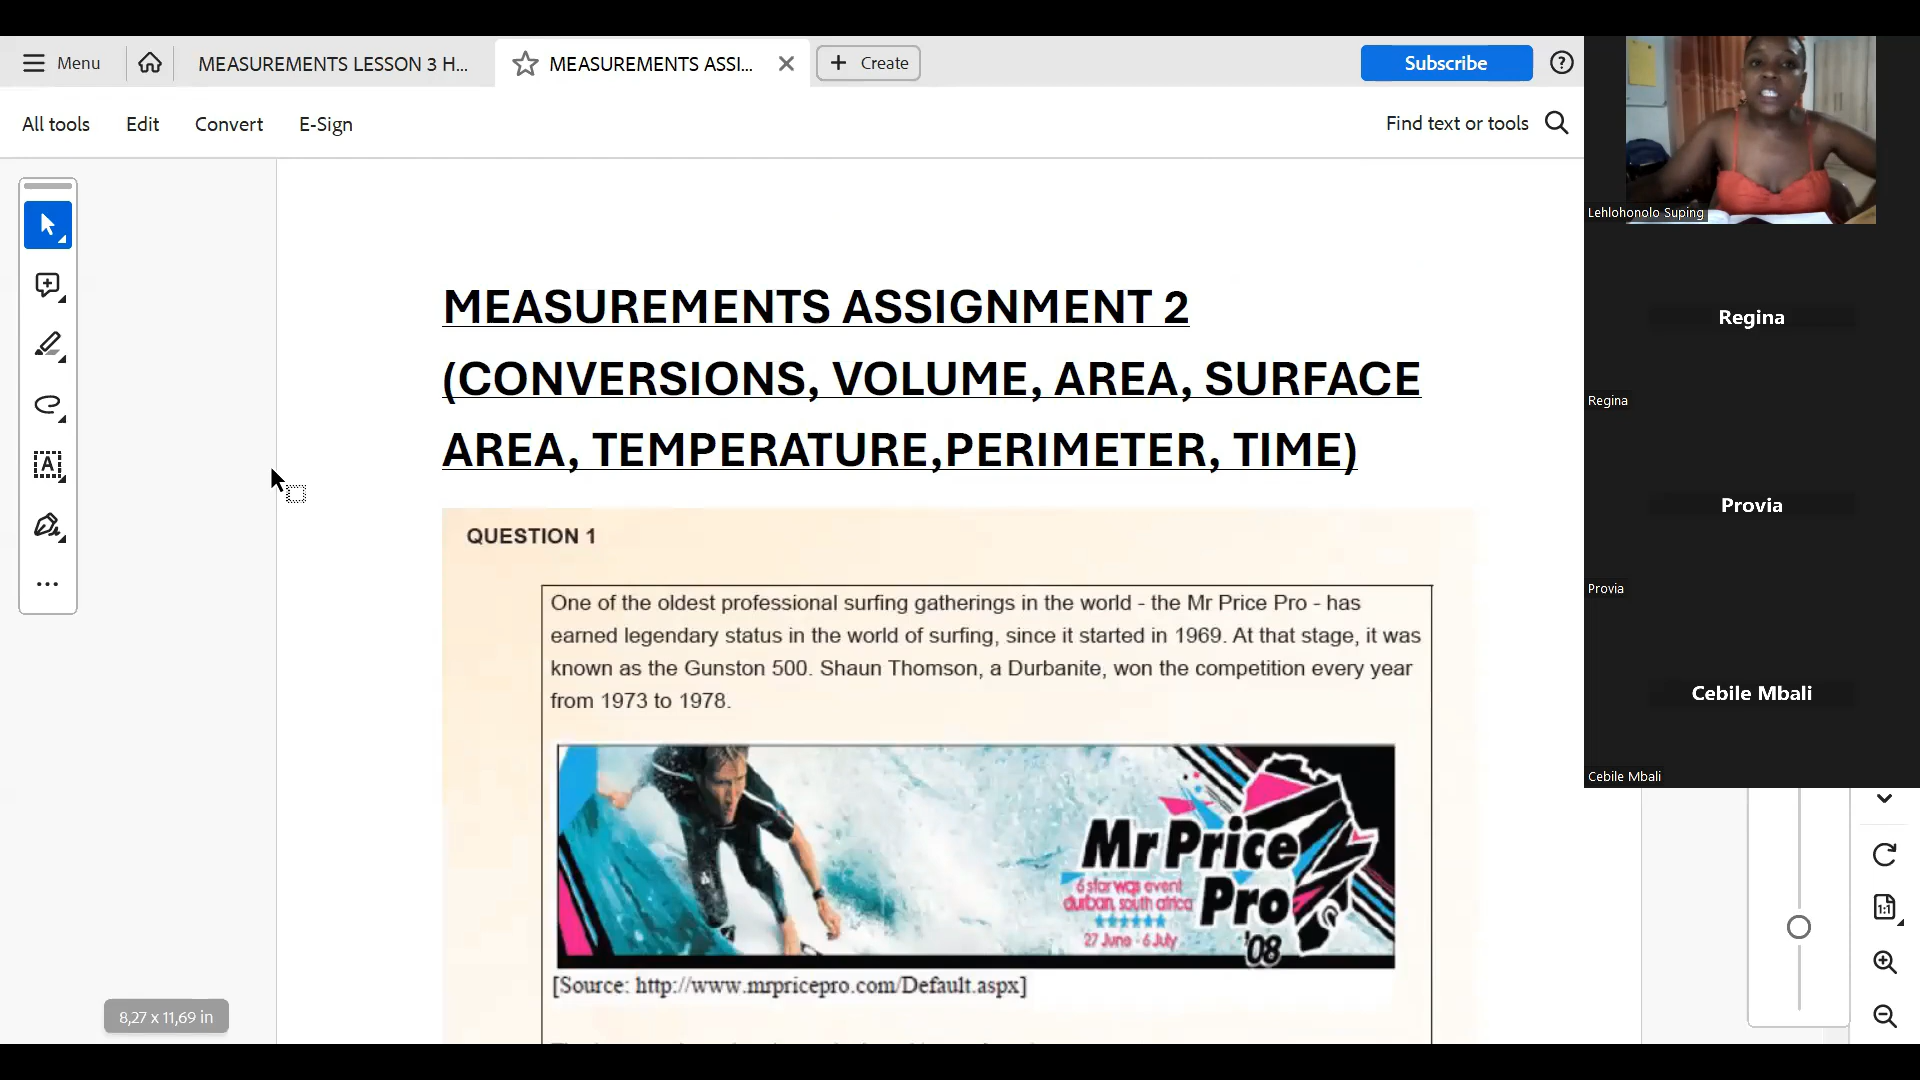 Menu
MEASUREMENTS LESSON 3 H...
MEASUREMENTS ASSI...
Create
Subscribe
All tools
Edit
Convert
E-Sign
Find text or tools
MEASUREMENTS ASSIGNMENT 2
(CONVERSIONS, VOLUME, AREA, SURFACE
AREA, TEMPERATURE,PERIMETER, TIME)
QUESTION 1
One of the oldest professional surfing gatherings in the world - the Mr Price Pro - has
earned legendary status in the world of surfing, since it started in 1969. At that stage, it was
known as the Gunston 500. Shaun Thomson, a Durbanite, won the competition every year
from 1973 to 1978.
Mr Price
Pro
'08
6 star wqs event
durban, south africa
27 June - 6 July
[Source: http://www.mrpricepro.com/Default.aspx]
8,27 x 11,69 in
Lehlohonolo Suping
Regina
Regina
Provia
Provia
Cebile Mbali
Cebile Mbali
1:1